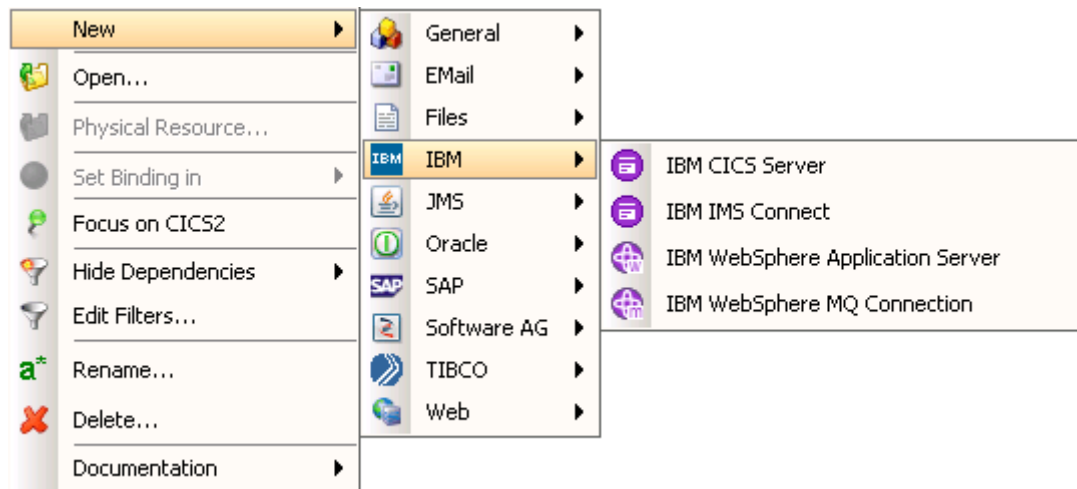 New
Open...
Physical Resource...
Set Binding in
Focus on CICS2
Hide Dependencies
Edit Filters...
a* Rename...
Delete...
Documentation
General
EMail
Files
IBM IBM
JMS
Oracle
SAP SAP
Software AG
TIBCO
Web
IBM CICS Server
IBM IMS Connect
w IBM WebSphere Application Server
m IBM WebSphere MQ Connection